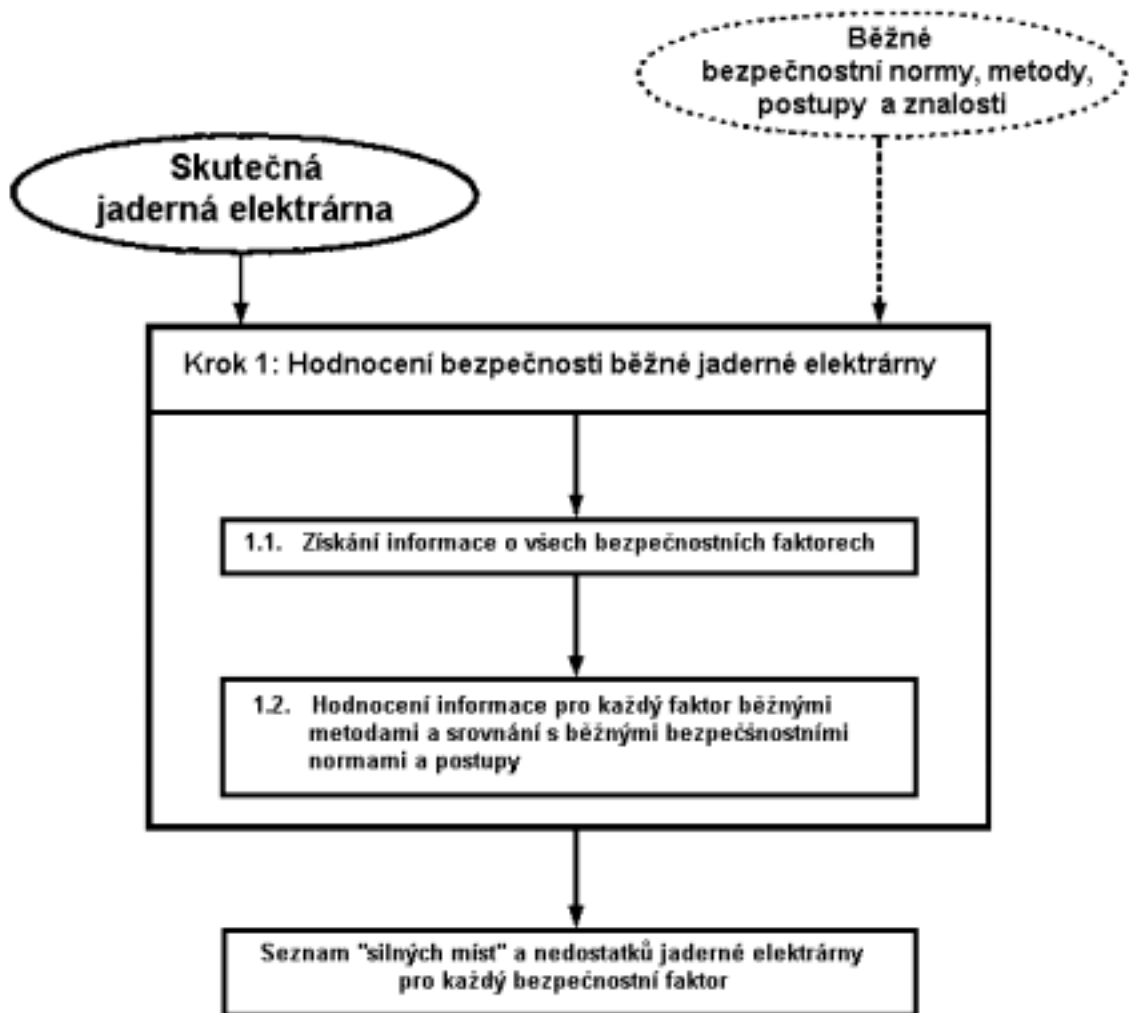 Běžné
bezpečnostní normy, metody,
postupy a znalosti
Skutečná
jaderná elektrárna
Krok 1: Hodnocení bezpečnosti běžné jaderné elektrárny
1.1. Získání informace o všech bezpečnostních faktorech
1.2. Hodnocení informace pro každý faktor běžnými
metodami a srovnání s běžnými bezpečšnostními
normami a postupy
Seznam "silných míst" a nedostatků jaderné elektrárny
pro každý bezpečnostní faktor